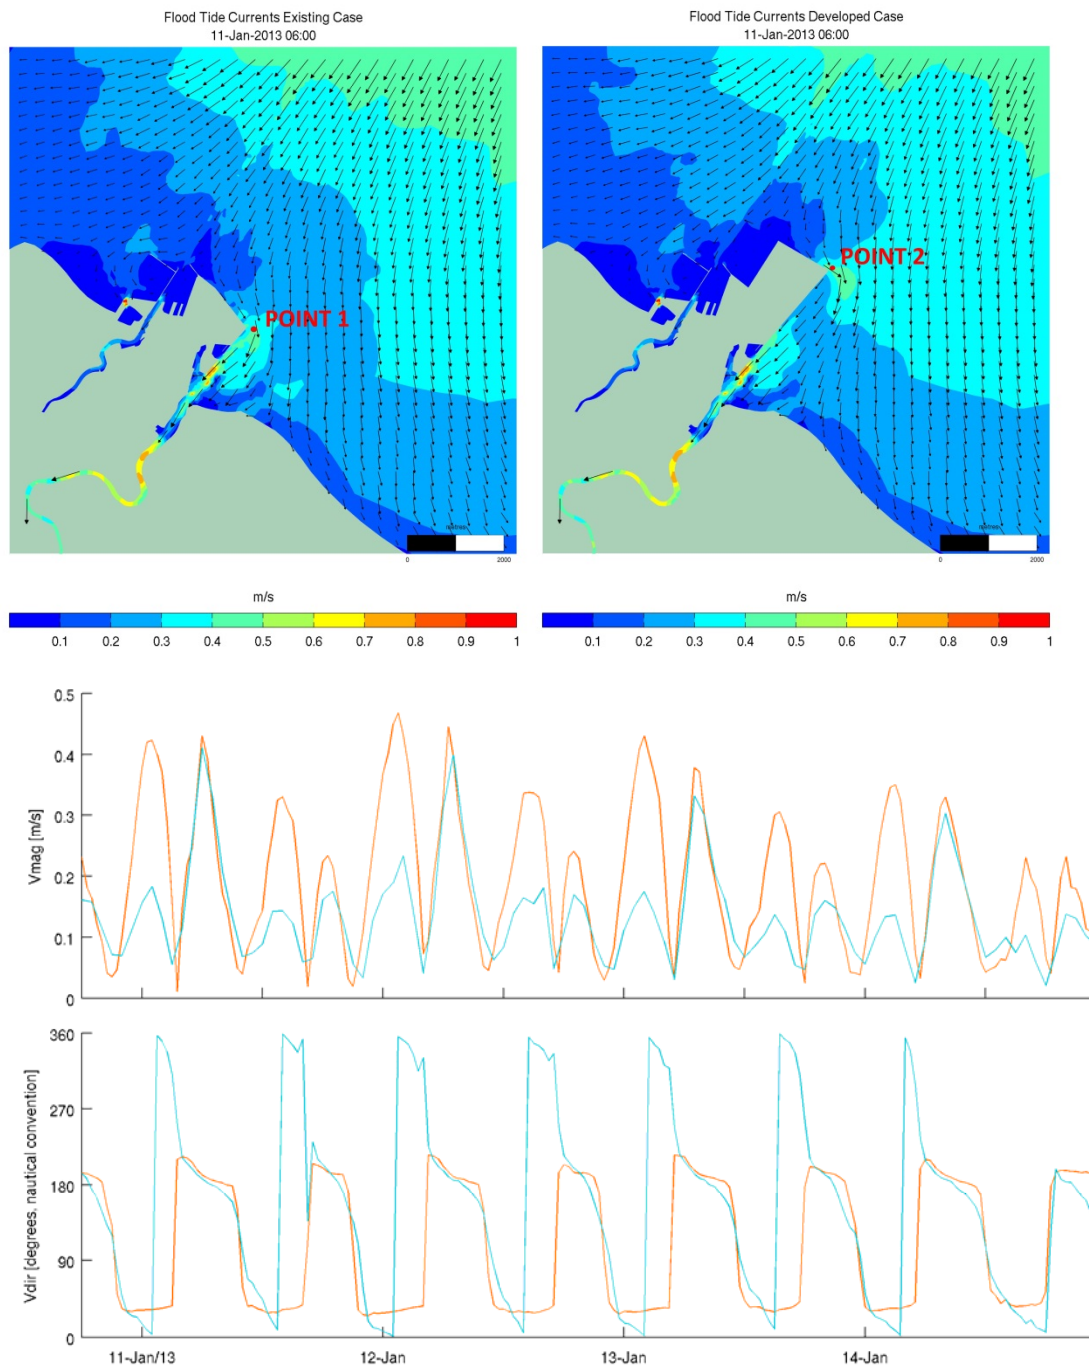 Flood Tide Currents Existing Case
11-Jan-2013 06:00
Flood Tide Currents Developed Case
11-Jan-2013 06:00
POINT 1
POINT 2
metres
0 2000
metres
0 2000
m/s
0.1 0.2 0.3 0.4 0.5 0.6 0.7 0.8 0.9 1
m/s
0.1 0.2 0.3 0.4 0.5 0.6 0.7 0.8 0.9 1
Vmag [m/s]
0.5
0.4
0.3
0.2
0.1
0
Vdir [degrees, nautical convention]
360
270
180
90
0
11-Jan/13 12-Jan 13-Jan 14-Jan